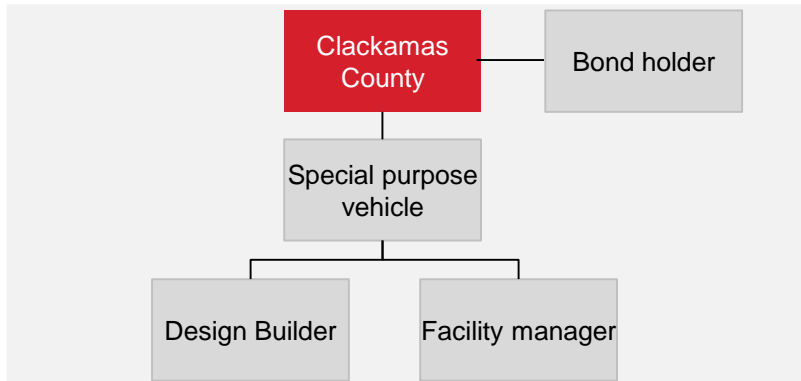 Clackamas
County
Bond holder
Special purpose
vehicle
Design Builder
Facility manager